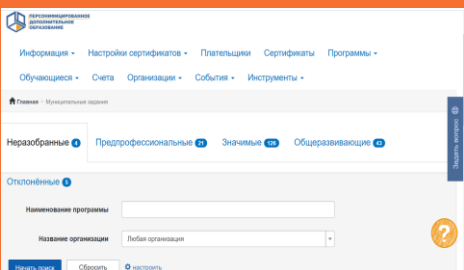 ПЕРСОНИФИЦИРОВАННОЕ
ДОПОЛНИТЕЛЬНОЕ
ОБРАЗОВАНИЕ
Информация Настройки сертификатов Плательщики Сертификаты Программы
Обучающиеся Счета Организации События Инструменты
Главная Муниципальные задания
Задать вопрос
Неразобранные 4 Предпрофессиональные 21 Значимые 126 Общеразвивающие 43
Отклонённые 5
Наименование программы
Название организации Любая организация
Начать поиск Сбросить настроить
?